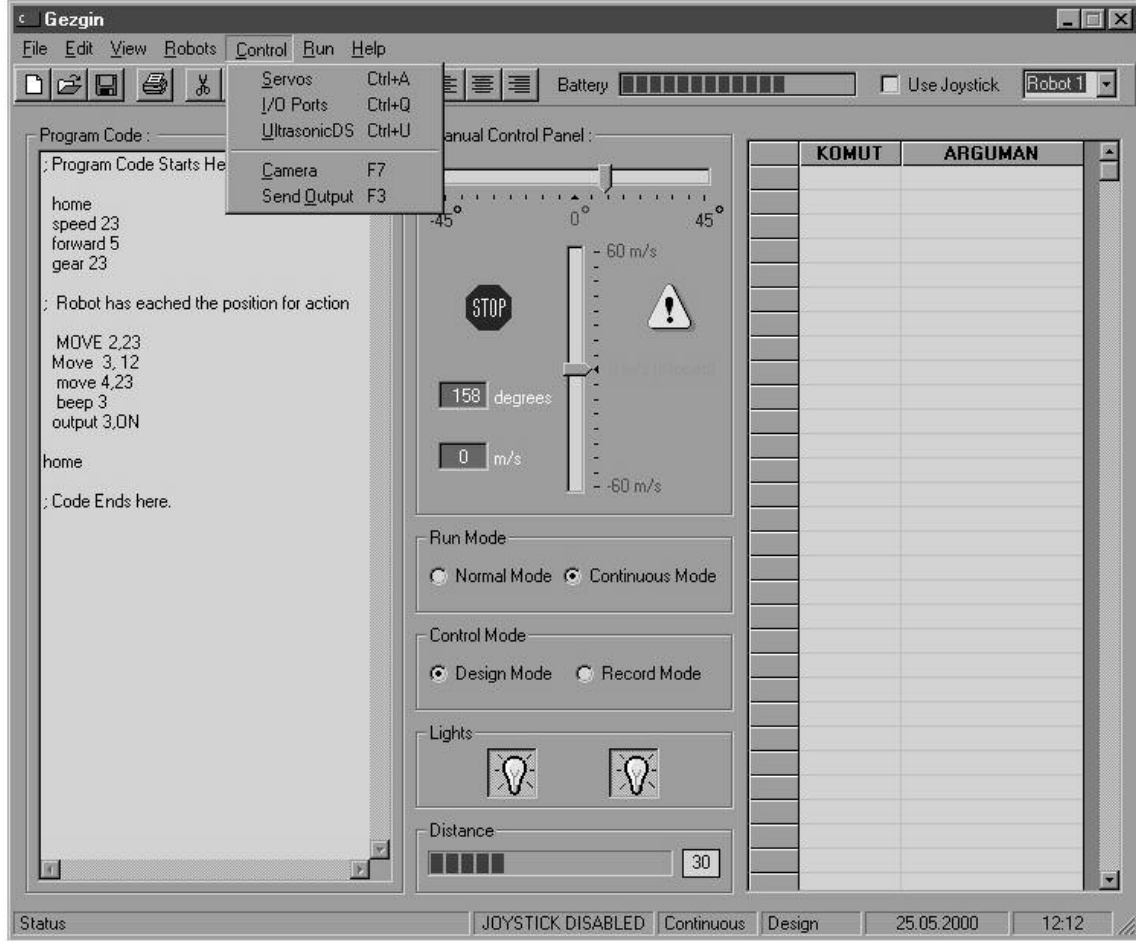 Gezgin
File Edit View Robots Control Run Help
Battery Use Joystick Robot 1
Servos Ctrl+A
I/O Ports Ctrl+Q
UltrasonicDS Ctrl+U
Camera F7
Send Output F3
Program Code :
; Program Code Starts He
home
speed 23
forward 5
gear 23
; Robot has eached the position for action
MOVE 2,23
Move 3, 12
move 4,23
beep 3
output 3,ON
home
; Code Ends here.
anual Control Panel :
-45° 0° 45°
60 m/s
STOP
158 degrees
0 m/s
-60 m/s
Run Mode
Normal Mode Continuous Mode
Control Mode
Design Mode Record Mode
Lights
Distance
30
KOMUT ARGUMAN
Status JOYSTICK DISABLED Continuous Design 25.05.2000 12:12